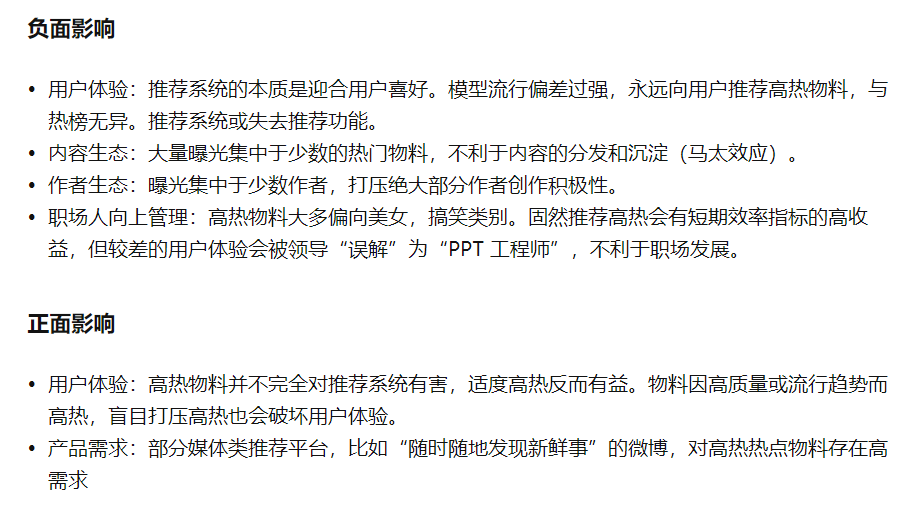 负面影响
• 用户体验：推荐系统的本质是迎合用户喜好。模型流行偏差过强，永远向用户推荐高热物料，与
热榜无异。推荐系统或失去推荐功能。
• 内容生态：大量曝光集中于少数的热门物料，不利于内容的分发和沉淀（马太效应）。
• 作者生态：曝光集中于少数作者，打压绝大部分作者创作积极性。
• 职场人向上管理：高热物料大多偏向美女，搞笑类别。固然推荐高热会有短期效率指标的高收
益，但较差的用户体验会被领导“误解”为“PPT 工程师”，不利于职场发展。
正面影响
• 用户体验：高热物料并不完全对推荐系统有害，适度高热反而有益。物料因高质量或流行趋势而
高热，盲目打压高热也会破坏用户体验。
• 产品需求：部分媒体类推荐平台，比如“随时随地发现新鲜事”的微博，对高热热点物料存在高
需求